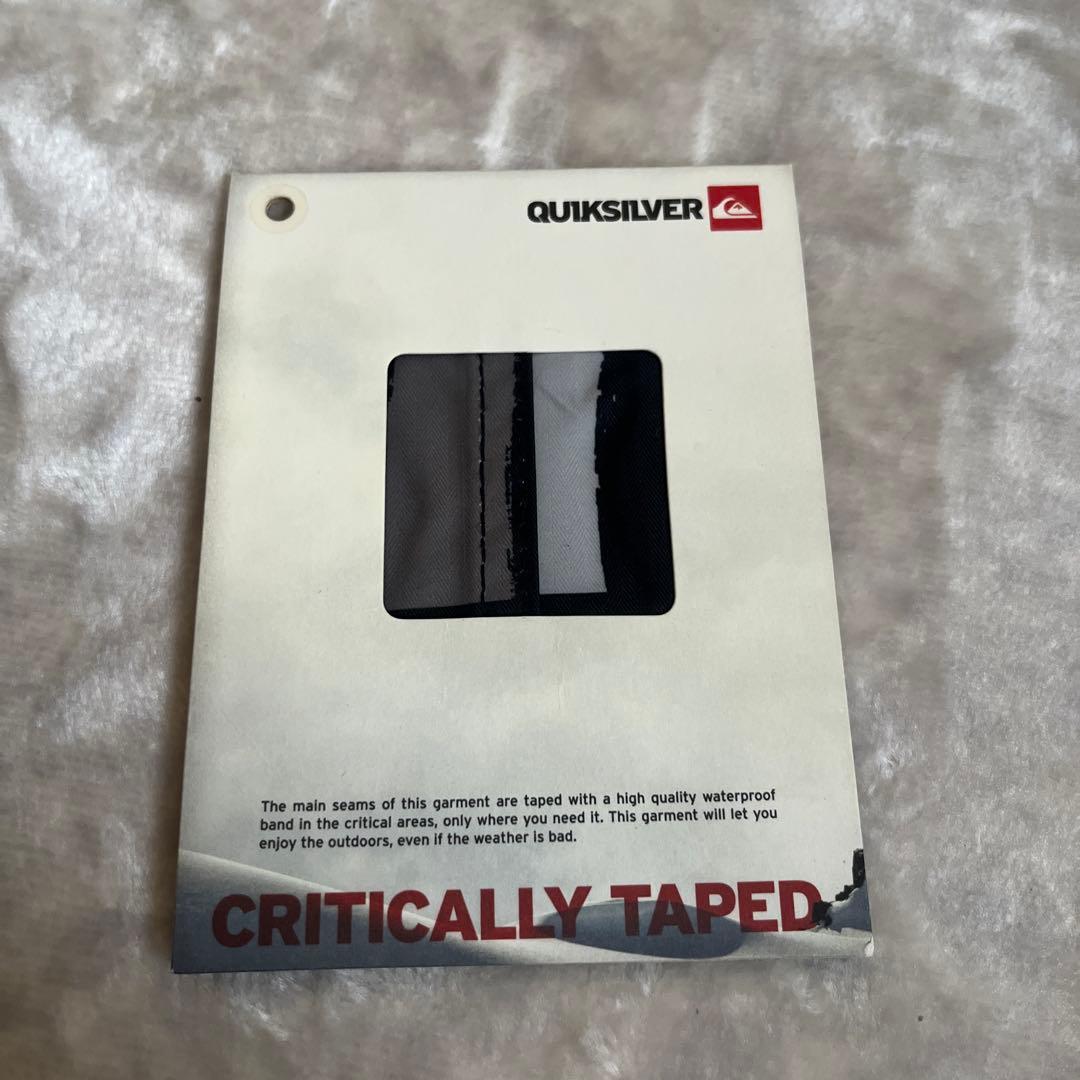 QUIKSILVER
The main seams of this garment are taped with a high quality waterproof
band in the critical areas, only where you need it. This garment will let you
enjoy the outdoors, even if the weather is bad.
CRITICALLY TAPED